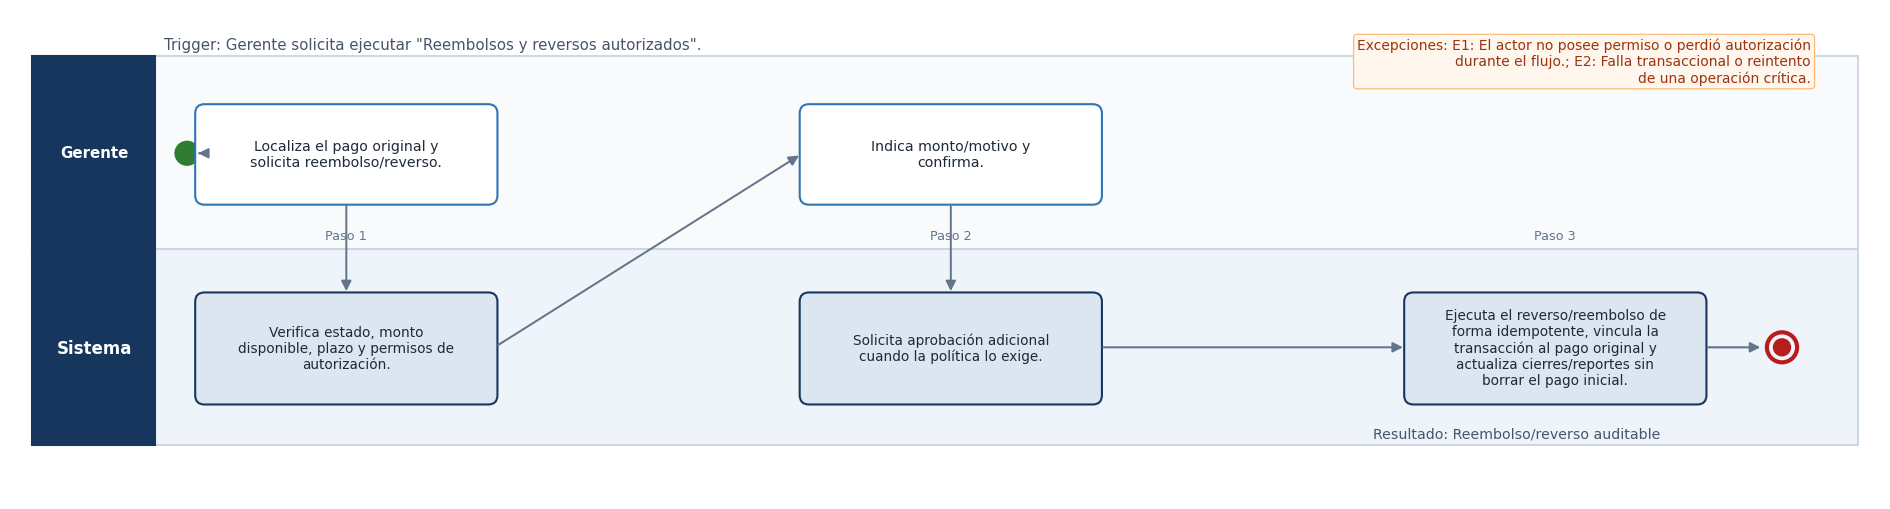 Trigger: Gerente solicita ejecutar "Reembolsos y reversos autorizados".
Excepciones: E1: El actor no posee permiso o perdió autorización
durante el flujo.; E2: Falla transaccional o reintento
de una operación crítica.
Gerente
Localiza el pago original y
solicita reembolso/reverso.
Indica monto/motivo y
confirma.
Paso 1
Paso 2
Paso 3
Sistema
Verifica estado, monto
disponible, plazo y permisos de
autorización.
Solicita aprobación adicional
cuando la política lo exige.
Ejecuta el reverso/reembolso de
forma idempotente, vincula la
transacción al pago original y
actualiza cierres/reportes sin
borrar el pago inicial.
Resultado: Reembolso/reverso auditable